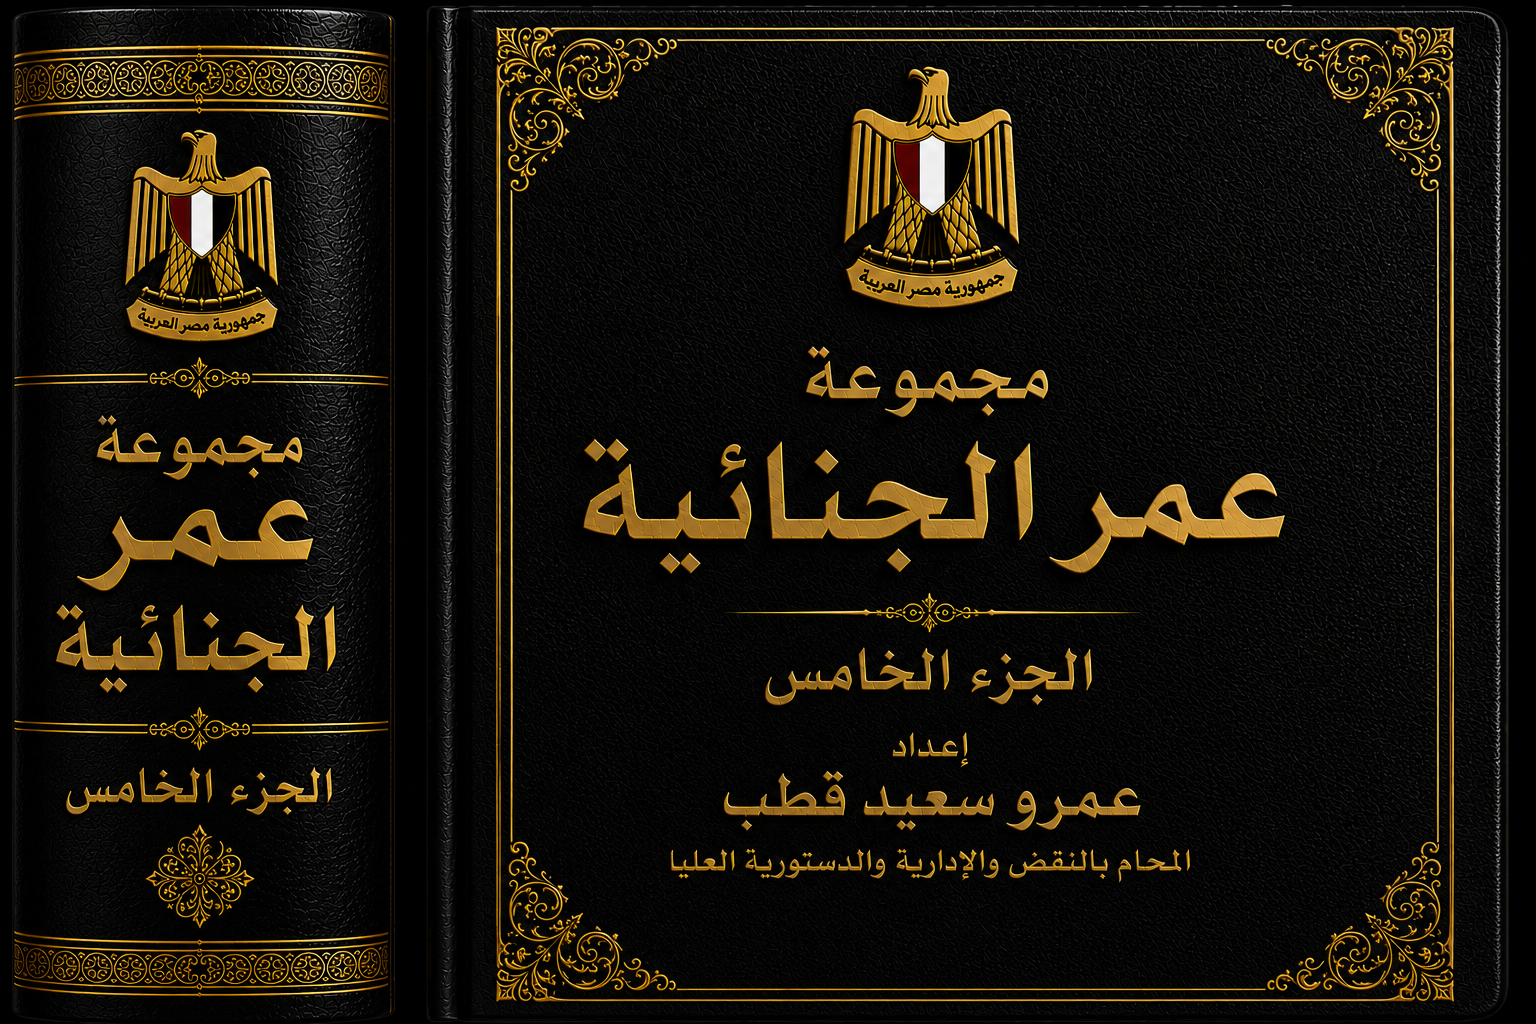 جمهورية مصر العربية
مجموعة
عمر
الجنائية
الجزء الخامس
جمهورية مصر العربية
مجموعة
عمر الجنائية
الجزء الخامس
إعداد
عمرو سعيد قطب
المحام بالنقض والإدارية والدستورية العليا